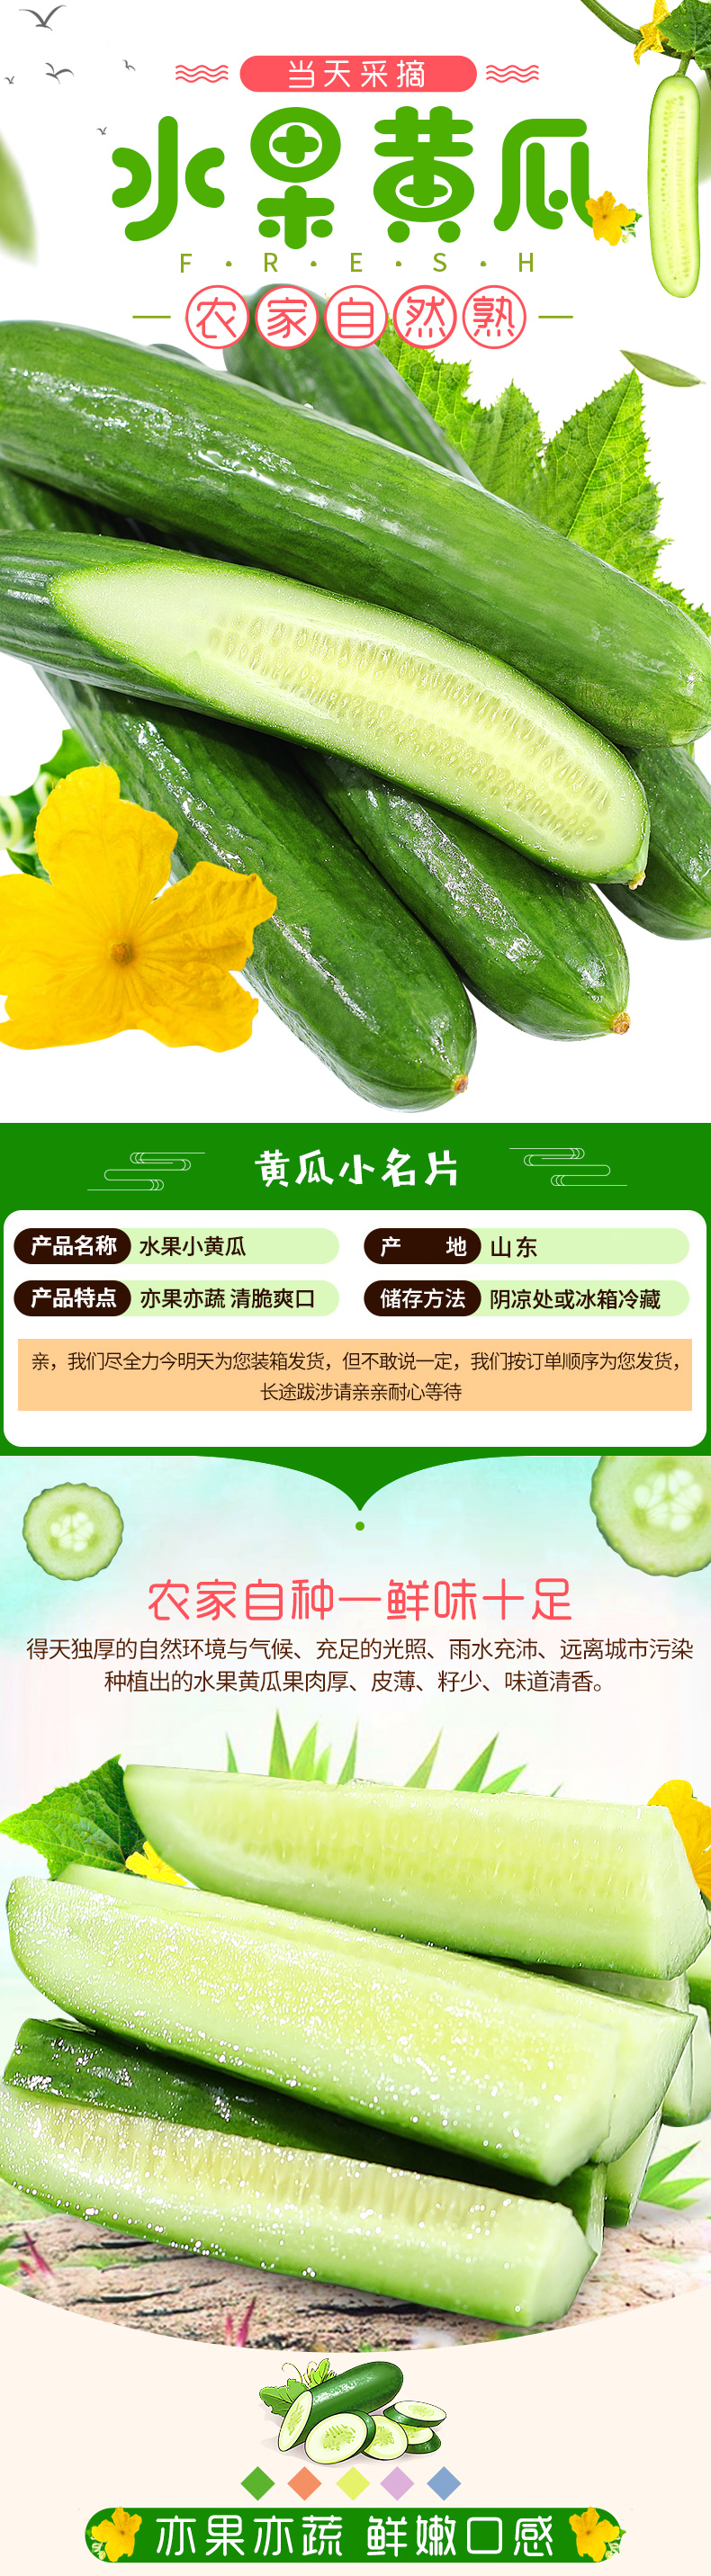 当天采摘
水果黄瓜
F·R·E·S·H
农家自然熟
黄瓜小名片
产品名称 水果小黄瓜
产 地 山东
产品特点 亦果亦蔬 清脆爽口
储存方法 阴凉处或冰箱冷藏
亲，我们尽全力今明天为您装箱发货，但不敢说一定，我们按订单顺序为您发货，
长途跋涉请亲亲耐心等待
农家自种一鲜味十足
得天独厚的自然环境与气候、充足的光照、雨水充沛、远离城市污染
种植出的水果黄瓜果肉厚、皮薄、籽少、味道清香。
亦果亦蔬 鲜嫩口感